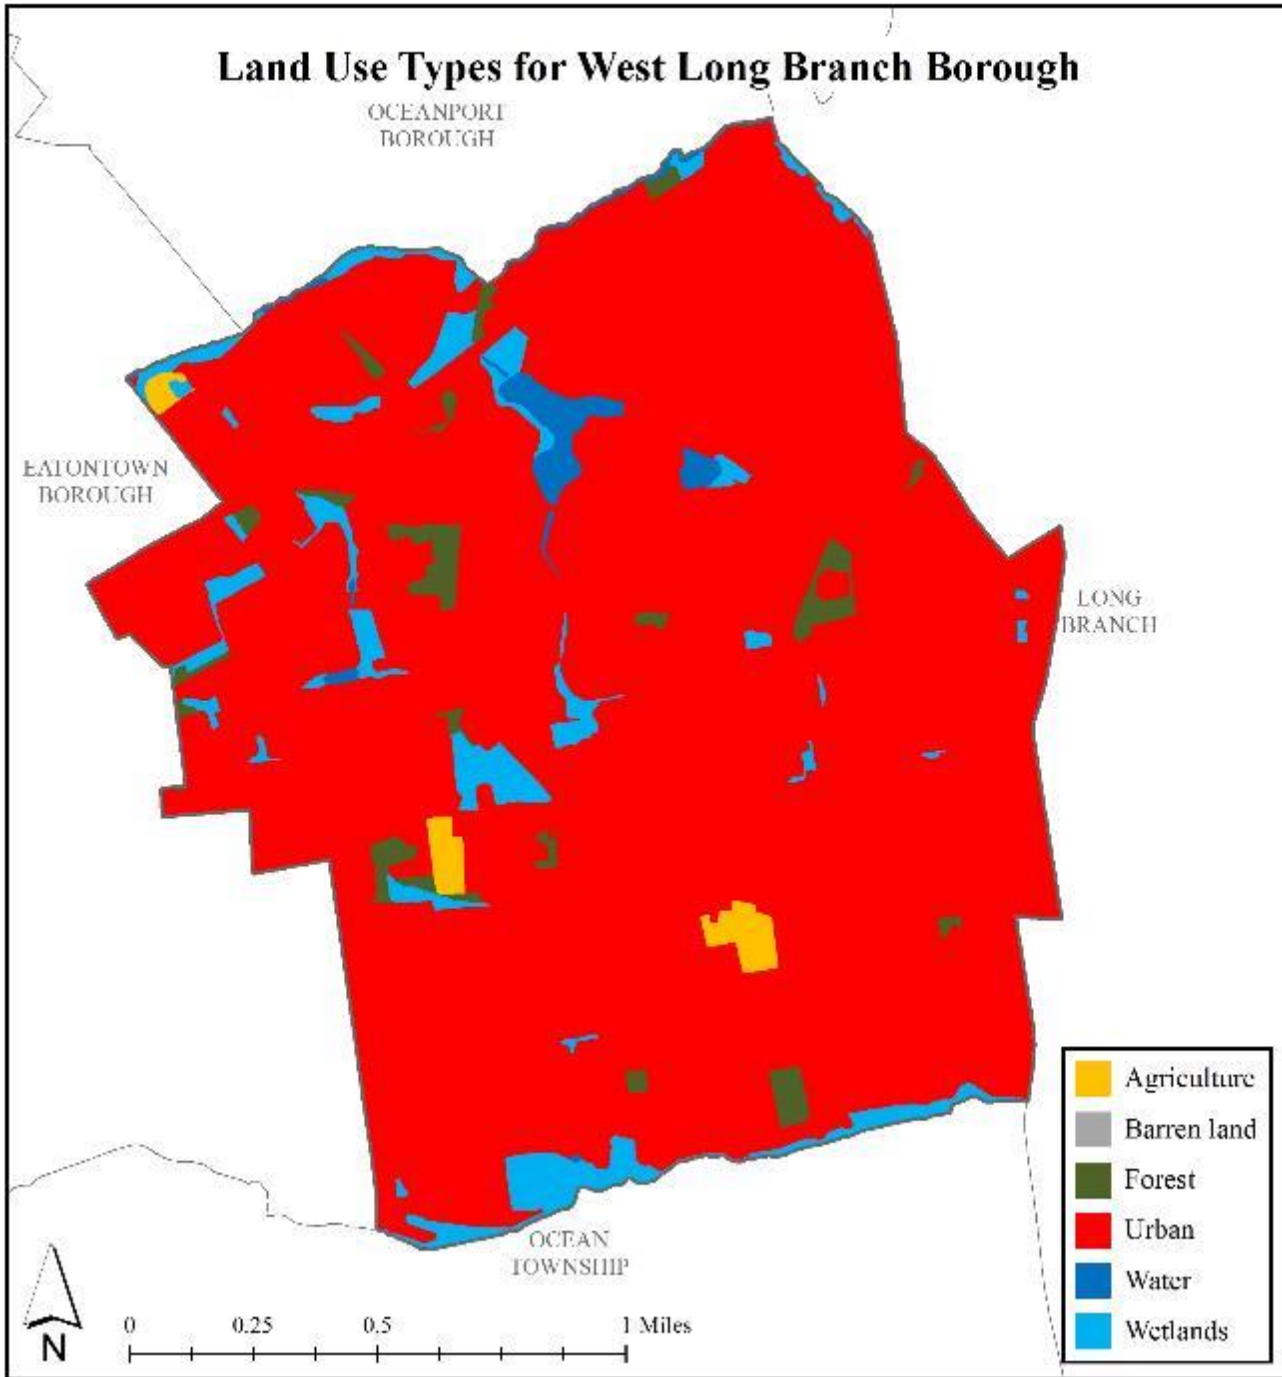 Land Use Types for West Long Branch Borough
OCEANPORT
BOROUGH
EATONTOWN
BOROUGH
LONG
BRANCH
OCEAN
TOWNSHIP
Agriculture
Barren land
Forest
Urban
Water
Wetlands
N
0 0.25 0.5 1 Miles